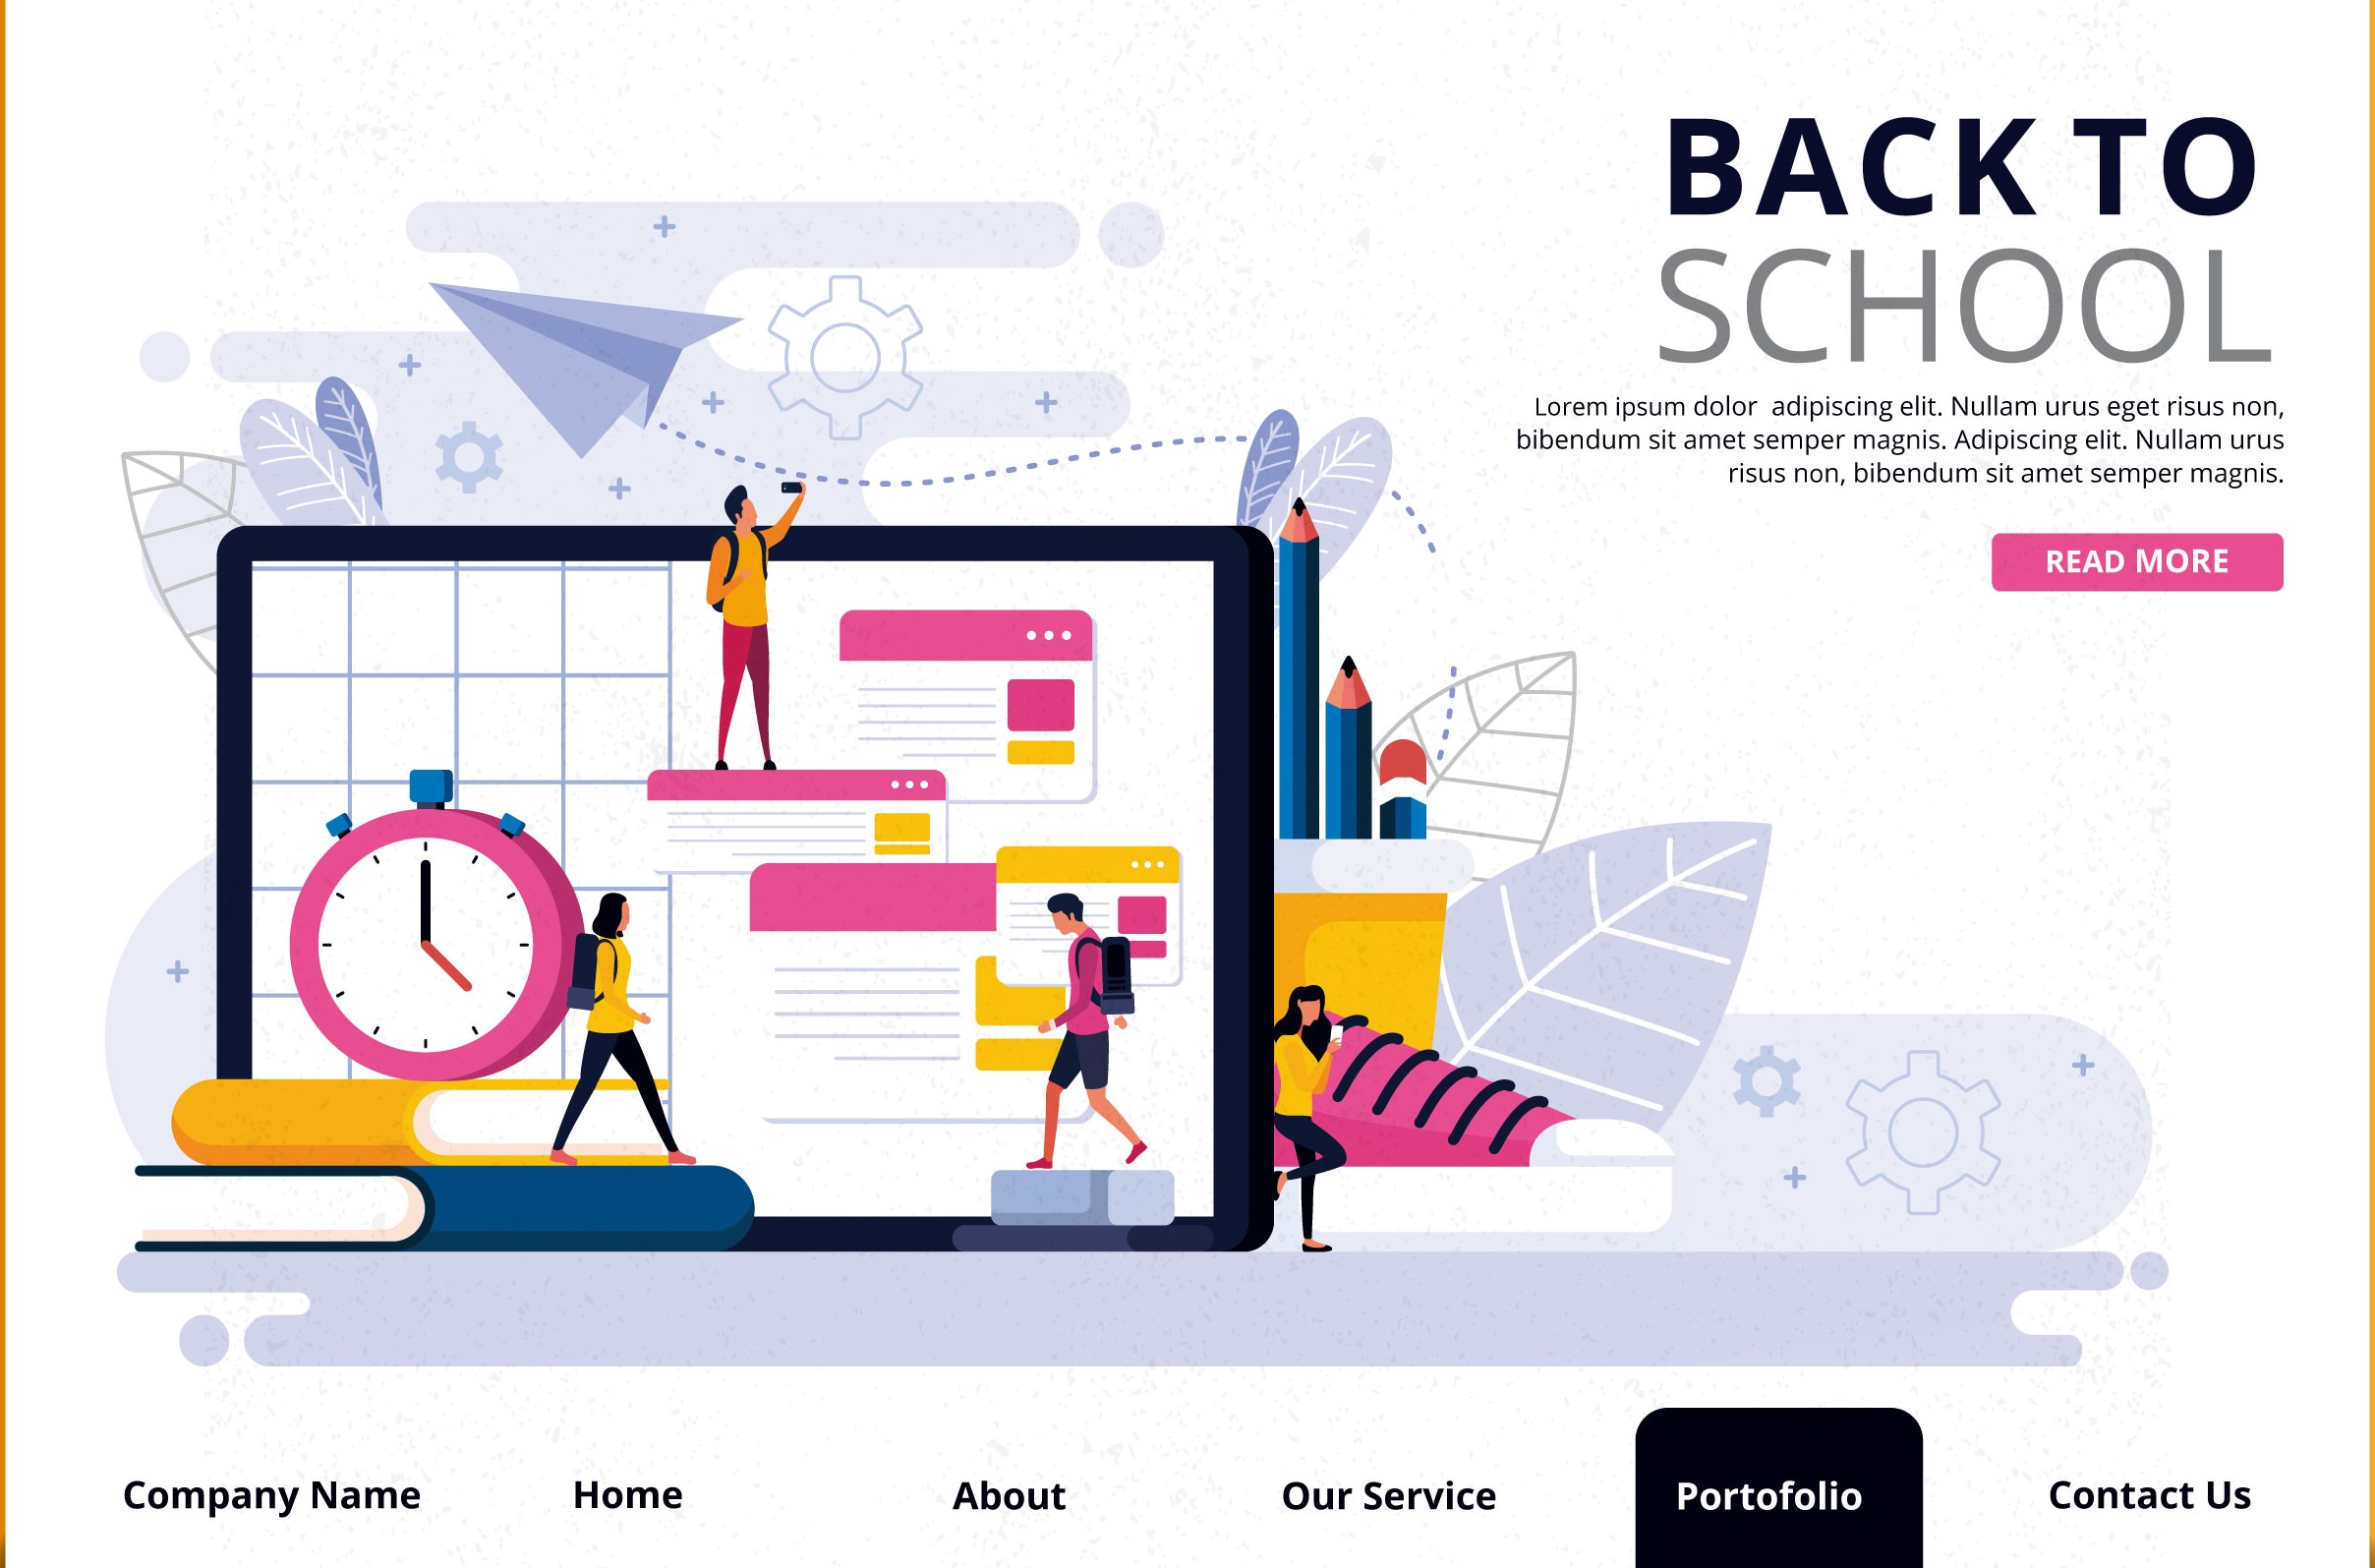 BACK TO
SCHOOL
Lorem ipsum dolor  adipiscing elit. Nullam urus eget risus non,
bibendum sit amet semper magnis. Adipiscing elit. Nullam urus
risus non, bibendum sit amet semper magnis.
READ MORE
Company Name
Home
About
Our Service
Portofolio
Contact Us